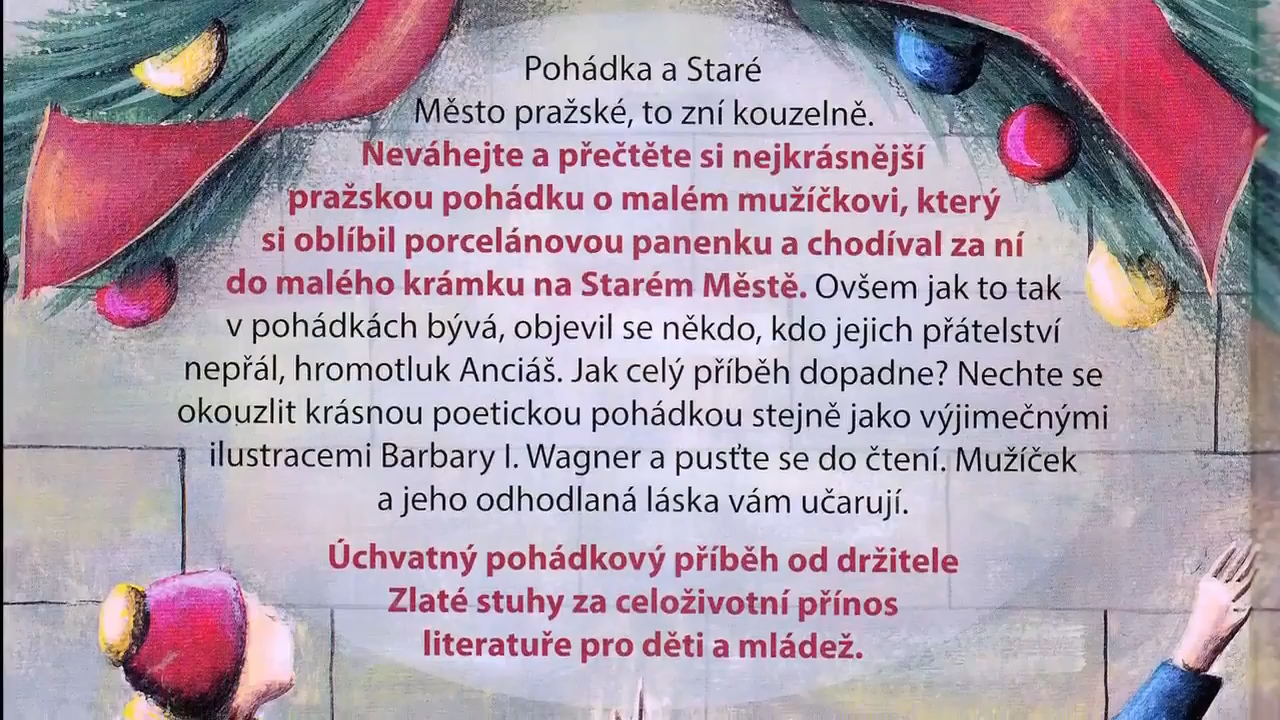 Pohádka a Staré
Město pražské, to zní kouzelně.
Neváhejte a přečtěte si nejkrásnější
pražskou pohádku o malém mužíčkovi, který
si oblíbil porcelánovou panenku a chodíval za ní
do malého krámku na Starém Městě. Ovšem jak to tak
v pohádkách bývá, objevil se někdo, kdo jejich přátelství
nepřál, hromotluk Anciáš. Jak celý příběh dopadne? Nechte se
okouzlit krásnou poetickou pohádkou stejně jako výjimečnými
ilustracemi Barbary I. Wagner a pusťte se do čtení. Mužíček
a jeho odhodlaná láska vám učarují.
Úchvatný pohádkový příběh od držitele
Zlaté stuhy za celoživotní přínos
literatuře pro děti a mládež.